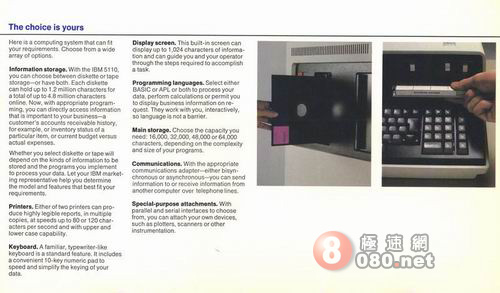 The choice is yours
Here is a computing system that can fit
your requirements. Choose from a wide
array of options.
Information storage. With the IBM 5110,
you can choose between diskette or tape
storage—or have both. Each diskette
can hold up to 1.2 million characters for
a total of up to 4.8 million characters
online. Now, with appropriate program-
ming, you can directly access information
that is important to your business—a
customer's accounts receivable history,
for example, or inventory status of a
particular item, or current budget versus
actual expenses.
Whether you select diskette or tape will
depend on the kinds of information to be
stored and the programs you implement
to process your data. Let your IBM market-
ing representative help you determine
the model and features that best fit your
requirements.
Printers. Either of two printers can pro-
duce highly legible reports, in multiple
copies, at speeds up to 80 or 120 char-
acters per second and with upper and
lower case capability.
Keyboard. A familiar, typewriter-like
keyboard is a standard feature. It includes
a convenient 10-key numeric pad to
speed and simplify the keying of your
data.
Display screen. This built-in screen can
display up to 1,024 characters of informa-
tion and can guide you and your operator
through the steps required to accomplish
a task.
Programming languages. Select either
BASIC or APL or both to process your
data, perform calculations or permit you
to display business information on re-
quest. They work with you, interactively,
so language is not a barrier.
Main storage. Choose the capacity you
need: 16,000, 32,000, 48,000 or 64,000
characters, depending on the complexity
and size of your programs.
Communications. With the appropriate
communications adapter—either bisyn-
chronous or asynchronous—you can send
information to or receive information from
another computer over telephone lines.
Special-purpose attachments. With
parallel and serial interfaces to choose
from, you can attach your own devices,
such as plotters, scanners or other
instrumentation.
8 極速網
080.net